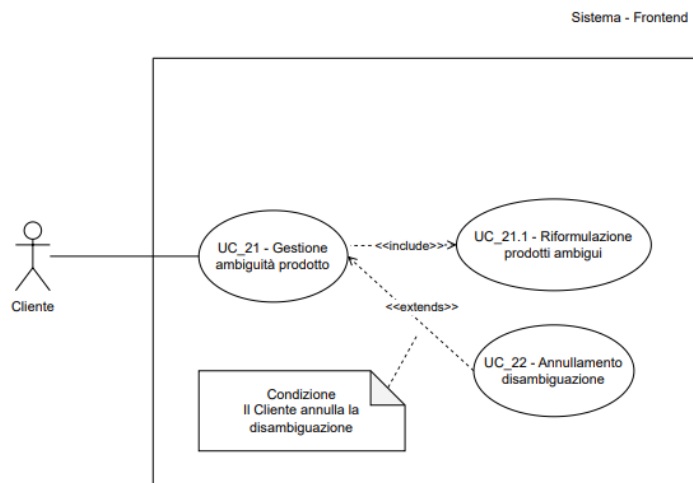 Sistema - Frontend
UC_21 - Gestione
ambiguità prodotto
<<include>>
UC_21.1 - Riformulazione
prodotti ambigui
Cliente
<<extends>>
UC_22 - Annullamento
disambiguazione
Condizione
Il Cliente annulla la
disambiguazione